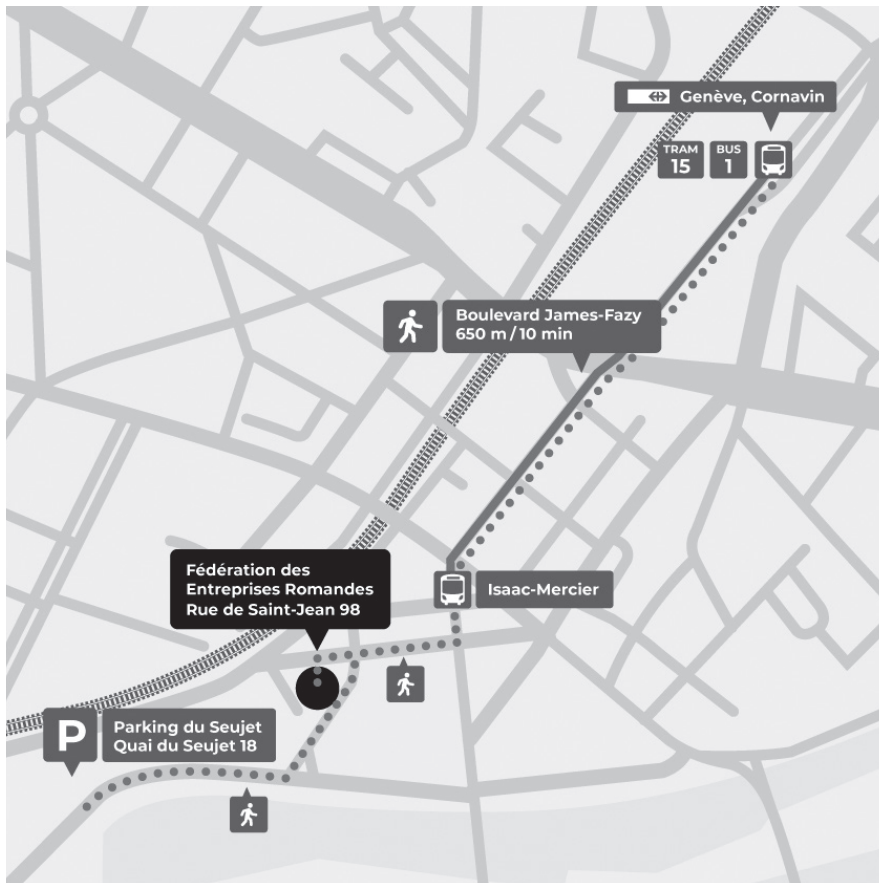 Genève, Cornavin
TRAM
15
BUS
1
Boulevard James-Fazy
650 m / 10 min
Fédération des
Entreprises Romandes
Rue de Saint-Jean 98
Isaac-Mercier
P
Parking du Seujet
Quai du Seujet 18